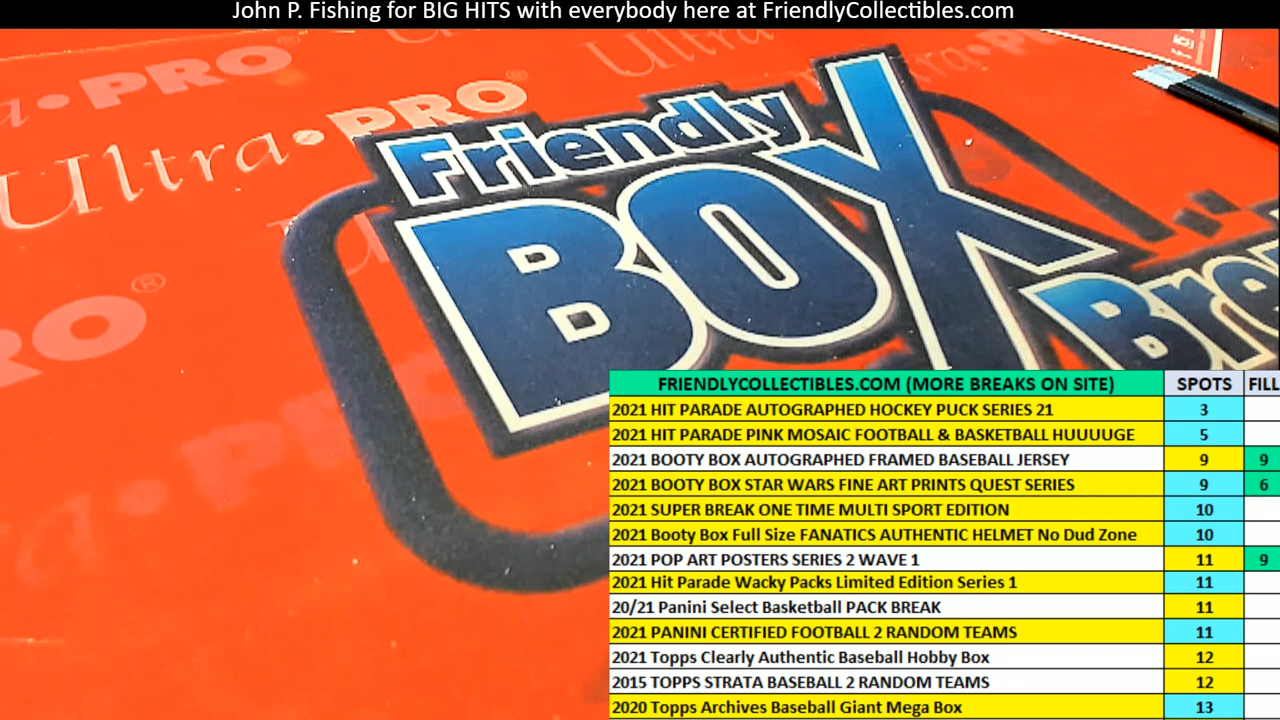 John P. Fishing for BIG HITS with everybody here at FriendlyCollectibles.com
Ultra
PRO®
Ultra•PRO®
PRO®
Friendly
BOX
Bre
FRIENDLYCOLLECTIBLES.COM (MORE BREAKS ON SITE) SPOTS FILL
2021 HIT PARADE AUTOGRAPHED HOCKEY PUCK SERIES 21 3
2021 HIT PARADE PINK MOSAIC FOOTBALL & BASKETBALL HUUUUGE 5
2021 BOOTY BOX AUTOGRAPHED FRAMED BASEBALL JERSEY 9 9
2021 BOOTY BOX STAR WARS FINE ART PRINTS QUEST SERIES 9 6
2021 SUPER BREAK ONE TIME MULTI SPORT EDITION 10
2021 Booty Box Full Size FANATICS AUTHENTIC HELMET No Dud Zone 10
2021 POP ART POSTERS SERIES 2 WAVE 1 11 9
2021 Hit Parade Wacky Packs Limited Edition Series 1 11
20/21 Panini Select Basketball PACK BREAK 11
2021 PANINI CERTIFIED FOOTBALL 2 RANDOM TEAMS 11
2021 Topps Clearly Authentic Baseball Hobby Box 12
2015 TOPPS STRATA BASEBALL 2 RANDOM TEAMS 12
2020 Topps Archives Baseball Giant Mega Box 13